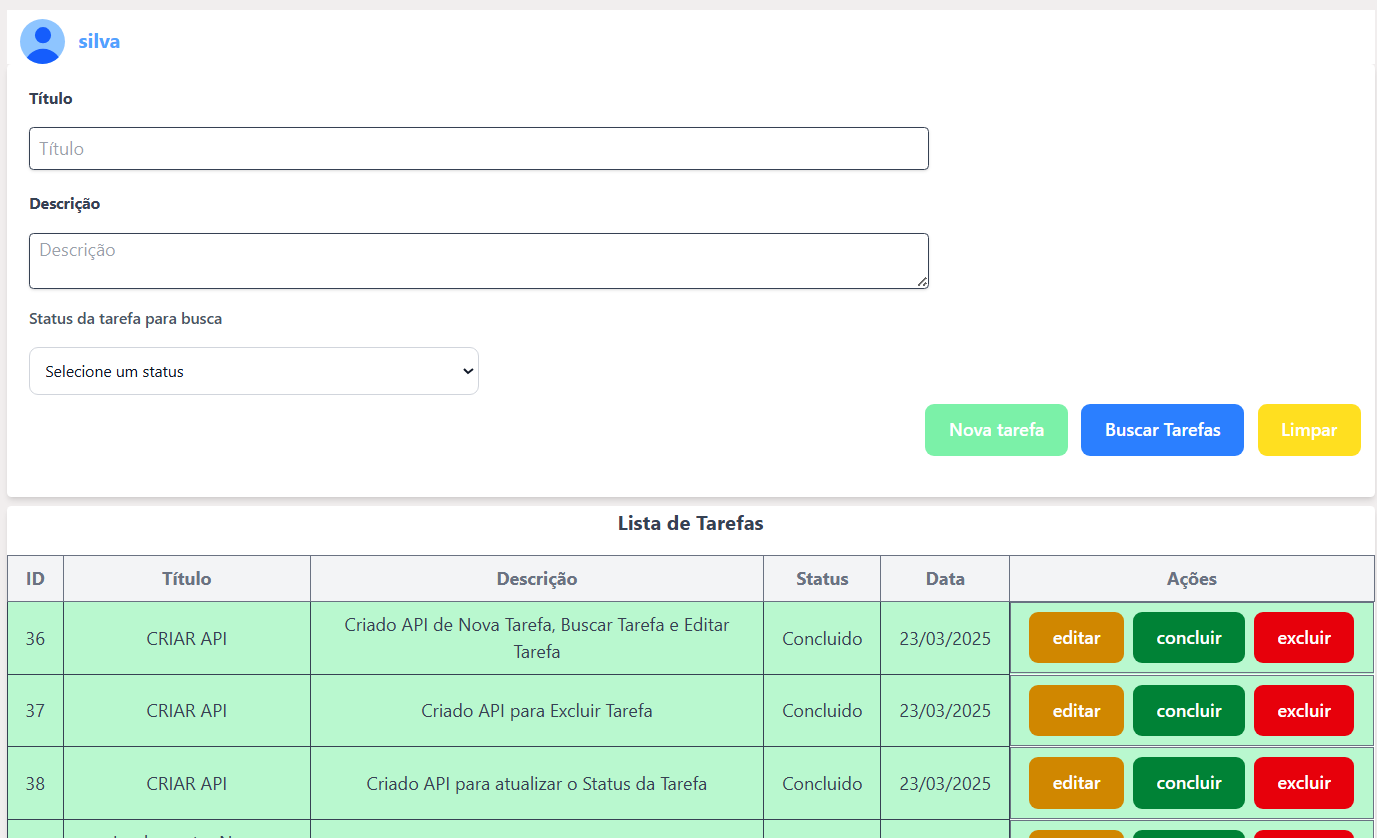 silva
Título
Título
Descrição
Descrição
Status da tarefa para busca
Selecione um status
Nova tarefa Buscar Tarefas Limpar
Lista de Tarefas
ID Título Descrição Status Data Ações
36 CRIAR API Criado API de Nova Tarefa, Buscar Tarefa e Editar Tarefa Concluido 23/03/2025 editar concluir excluir
37 CRIAR API Criado API para Excluir Tarefa Concluido 23/03/2025 editar concluir excluir
38 CRIAR API Criado API para atualizar o Status da Tarefa Concluido 23/03/2025 editar concluir excluir